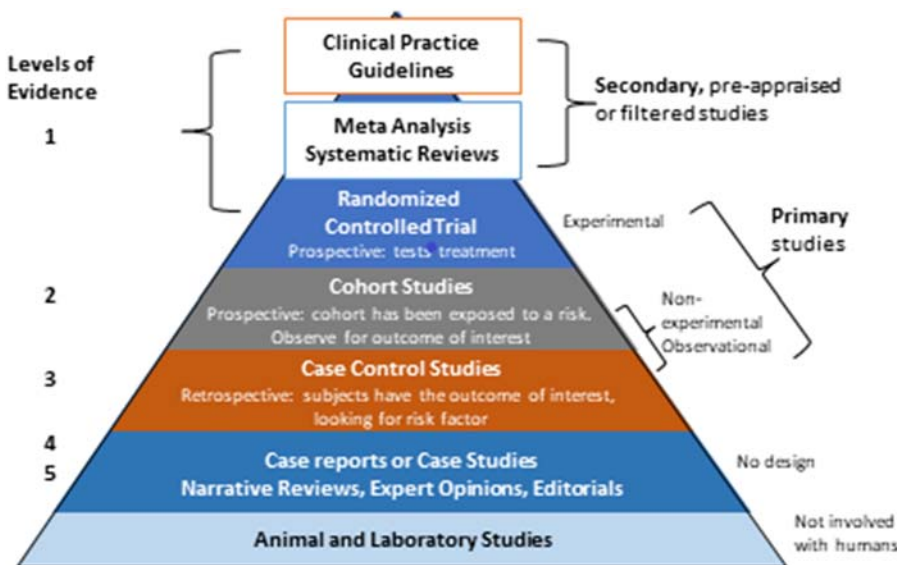 Levels of
Evidence
1
2
3
4
5
Clinical Practice
Guidelines
Meta Analysis
Systematic Reviews
Randomized
Controlled Trial
Prospective: tests treatment
Cohort Studies
Prospective: cohort has been exposed to a risk.
Observe for outcome of interest
Case Control Studies
Retrospective: subjects have the outcome of interest,
looking for risk factor
Case reports or Case Studies
Narrative Reviews, Expert Opinions, Editorials
Animal and Laboratory Studies
Secondary, pre-appraised
or filtered studies
Experimental
Primary
studies
Non-
experimental
Observational
No design
Not involved
with humans